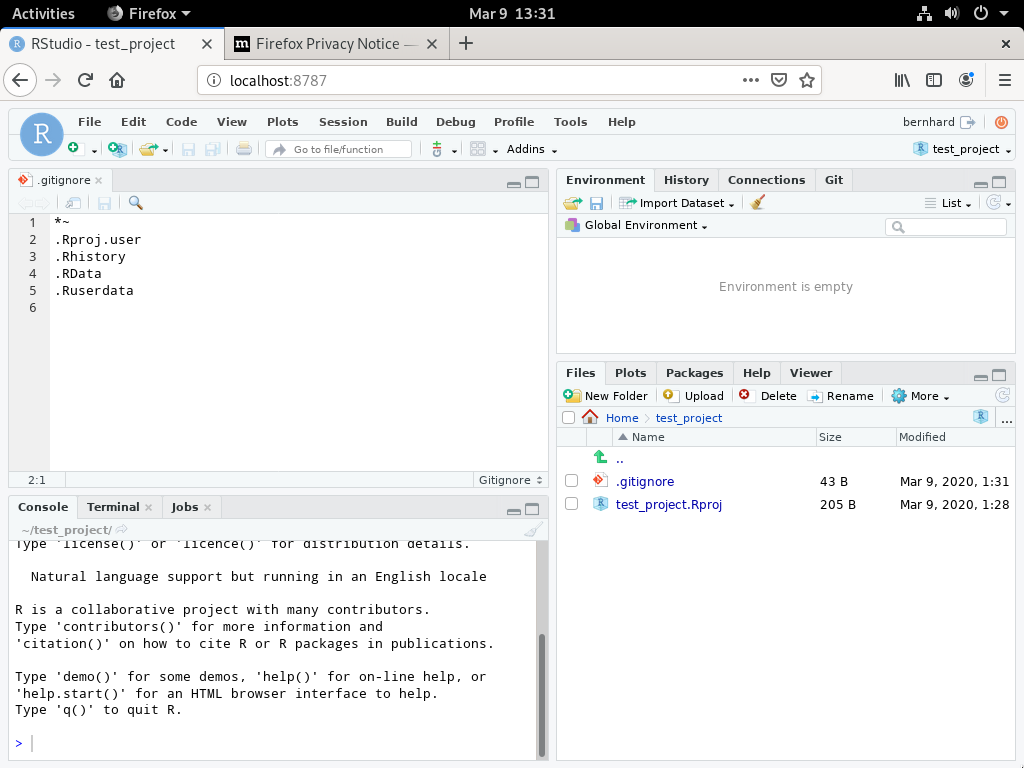 Activities Firefox Mar 9 13:31
RStudio - test_project Firefox Privacy Notice —
localhost:8787
R File Edit Code View Plots Session Build Debug Profile Tools Help bernhard
Go to file/function Addins test_project
.gitignore
1 *~
2 .Rproj.user
3 .Rhistory
4 .RData
5 .Ruserdata
6
2:1 Gitignore
Console Terminal Jobs
~/test_project/
Type 'license()' or 'licence()' for distribution details.
Natural language support but running in an English locale
R is a collaborative project with many contributors.
Type 'contributors()' for more information and
'citation()' on how to cite R or R packages in publications.
Type 'demo()' for some demos, 'help()' for on-line help, or
'help.start()' for an HTML browser interface to help.
Type 'q()' to quit R.
>
Environment History Connections Git
Import Dataset List
Global Environment
Environment is empty
Files Plots Packages Help Viewer
New Folder Upload Delete Rename More
Home test_project ...
Name Size Modified
..
.gitignore 43 B Mar 9, 2020, 1:31
test_project.Rproj 205 B Mar 9, 2020, 1:28